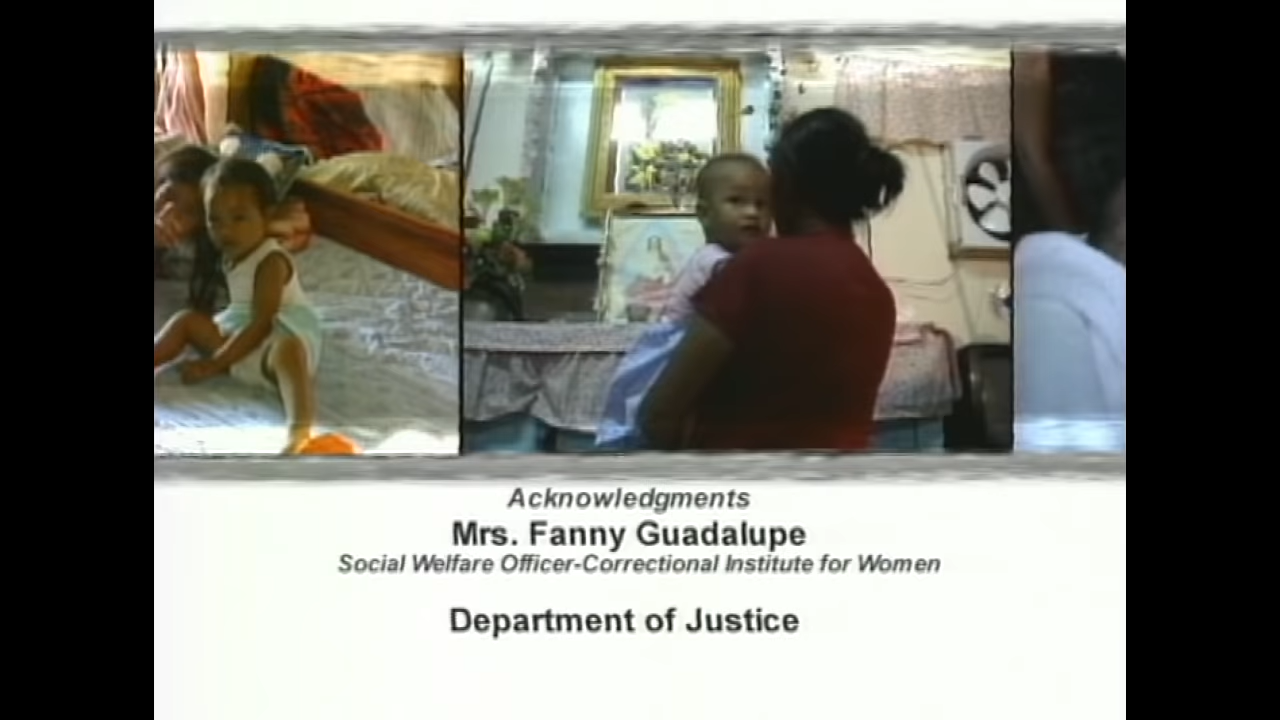 Acknowledgments
Mrs. Fanny Guadalupe
Social Welfare Officer-Correctional Institute for Women
Department of Justice